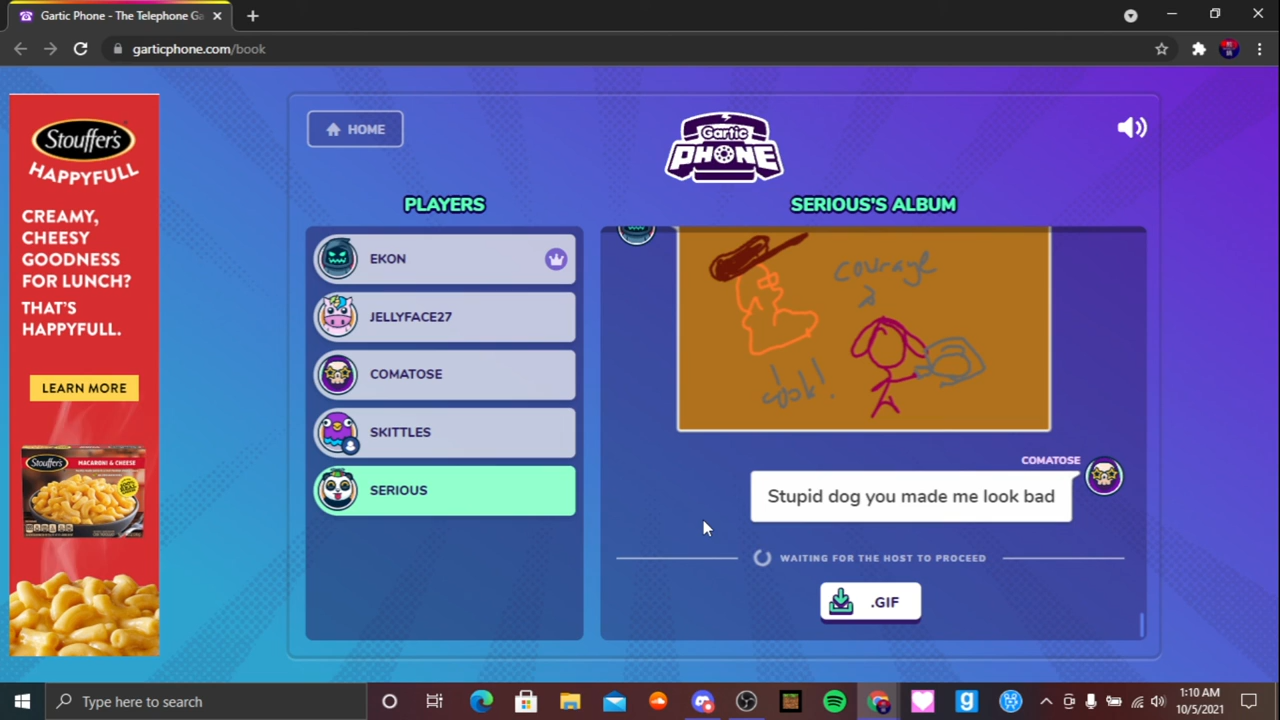 Gartic Phone - The Telephone Ga
garticphone.com/book
HOME
Gartic
PHONE
PLAYERS
SERIOUS'S ALBUM
EKON
JELLYFACE27
COMATOSE
SKITTLES
SERIOUS
courage
COMATOSE
Stupid dog you made me look bad
WAITING FOR THE HOST TO PROCEED
.GIF
Stouffer's
HAPPYFULL
CREAMY,
CHEESY
GOODNESS
FOR LUNCH?
THAT'S
HAPPYFULL.
LEARN MORE
Stouffer's
MACARONI & CHEESE
Type here to search
1:10 AM
10/5/2021